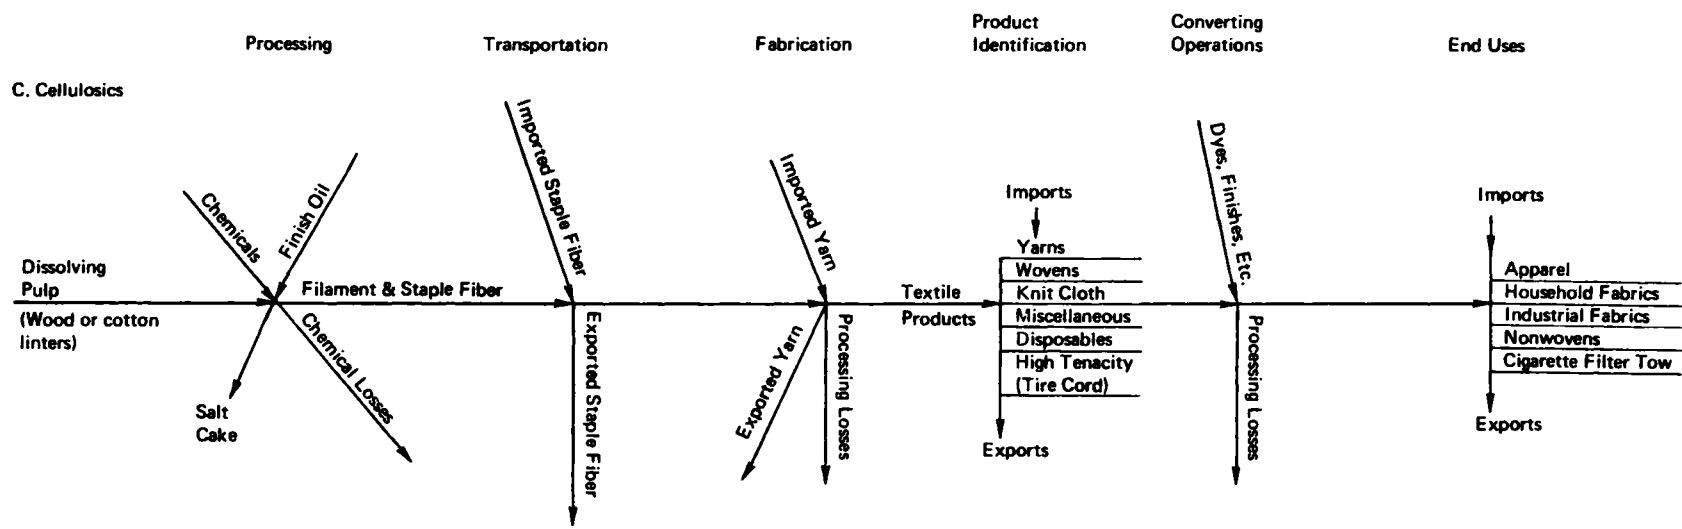 Product
Identification
Converting
Operations
Processing
Transportation
Fabrication
End Uses
C. Cellulosics
Chemicals
Finish Oil
Imported Staple Fiber
Imported Yarn
Imports
Dyes, Finishes, Etc.
Imports
Dissolving
Pulp
(Wood or cotton
linters)
Filament & Staple Fiber
Textile
Products
Yarns
Wovens
Knit Cloth
Miscellaneous
Disposables
High Tenacity
(Tire Cord)
Apparel
Household Fabrics
Industrial Fabrics
Nonwovens
Cigarette Filter Tow
Salt
Cake
Chemical Losses
Exported Staple Fiber
Exported Yarn
Processing Losses
Exports
Processing Losses
Exports